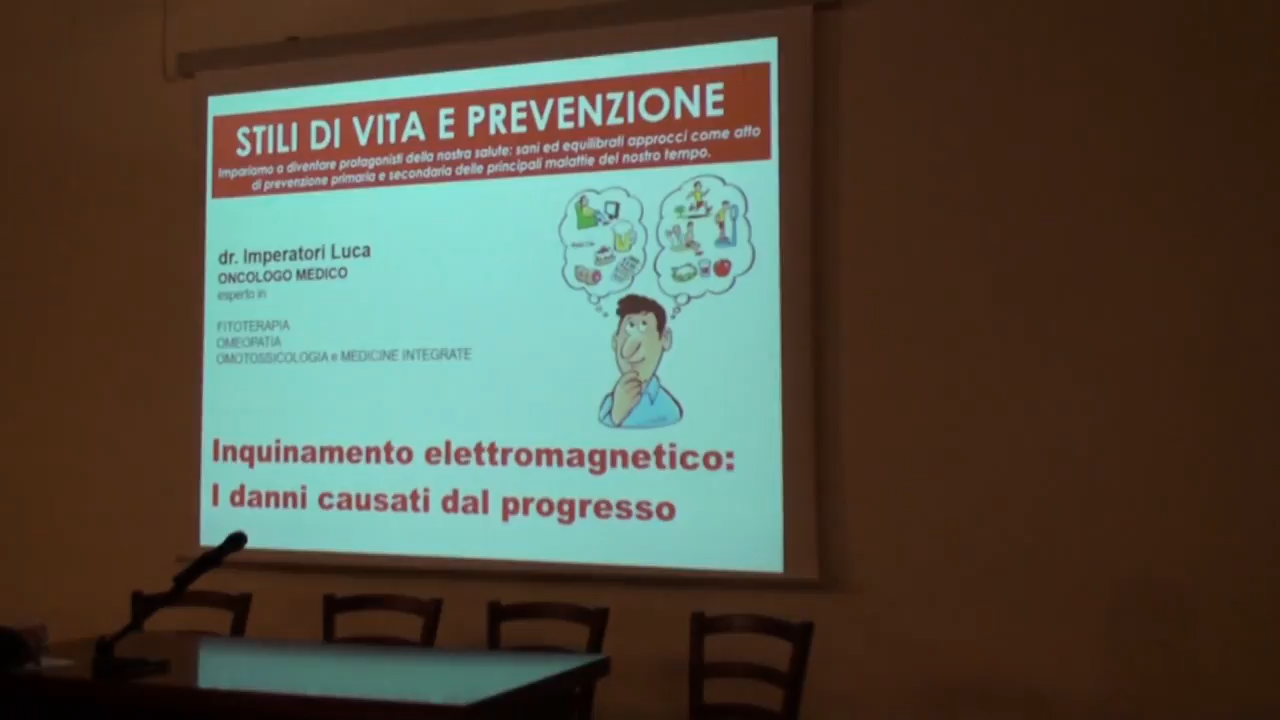 STILI DI VITA E PREVENZIONE
Impariamo a diventare protagonisti della nostra salute: sani ed equilibrati approcci come atto
di prevenzione primaria e secondaria delle principali malattie del nostro tempo.
dr. Imperatori Luca
ONCOLOGO MEDICO
esperto in
FITOTERAPIA
OMEOPATIA
OMOTOSSICOLOGIA e MEDICINE INTEGRATE
Inquinamento elettromagnetico:
I danni causati dal progresso